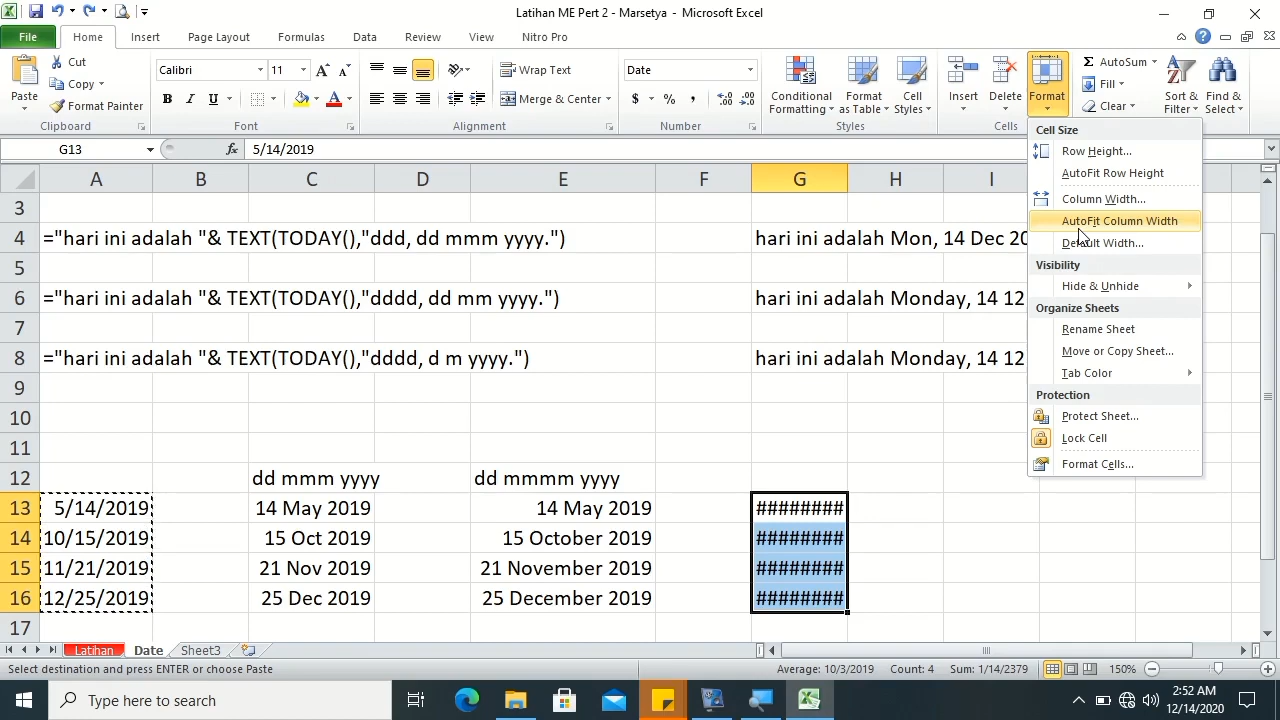 Latihan ME Pert 2 - Marsetya - Microsoft Excel
File Home Insert Page Layout Formulas Data Review View Nitro Pro
Paste
Cut
Copy
Format Painter
Clipboard
Calibri 11
B I U A
Font
Wrap Text
Merge & Center
Alignment
Date
$ % ,
Number
Conditional Formatting
Format as Table
Cell Styles
Styles
Insert Delete Format
Cells
Σ AutoSum
Fill
Clear
Sort & Filter
Find & Select
G13 fx 5/14/2019
Cell Size
Row Height...
AutoFit Row Height
Column Width...
AutoFit Column Width
Default Width...
Visibility
Hide & Unhide
Organize Sheets
Rename Sheet
Move or Copy Sheet...
Tab Color
Protection
Protect Sheet...
Lock Cell
Format Cells...
A B C D E F G H I
3
4 ="hari ini adalah "& TEXT(TODAY(),"ddd, dd mmm yyyy.") hari ini adalah Mon, 14 Dec 20
5
6 ="hari ini adalah "& TEXT(TODAY(),"dddd, dd mm yyyy.") hari ini adalah Monday, 14 12
7
8 ="hari ini adalah "& TEXT(TODAY(),"dddd, d m yyyy.") hari ini adalah Monday, 14 12
9
10
11
12 dd mmm yyyy dd mmmm yyyy
13 5/14/2019 14 May 2019 14 May 2019 ########
14 10/15/2019 15 Oct 2019 15 October 2019 ########
15 11/21/2019 21 Nov 2019 21 November 2019 ########
16 12/25/2019 25 Dec 2019 25 December 2019 ########
17
Latihan Date Sheet3
Select destination and press ENTER or choose Paste Average: 10/3/2019 Count: 4 Sum: 1/14/2379 150%
Type here to search
2:52 AM
12/14/2020